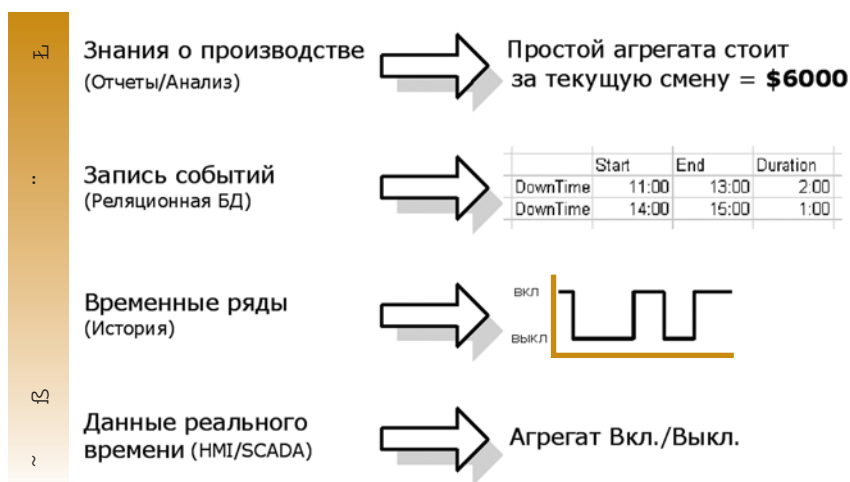 Знания о производстве
(Отчеты/Анализ)
Простой агрегата стоит
за текущую смену = $6000
Запись событий
(Реляционная БД)
Start End Duration
DownTime 11:00 13:00 2:00
DownTime 14:00 15:00 1:00
Временные ряды
(История)
вкл
выкл
Данные реального
времени (HMI/SCADA)
Агрегат Вкл./Выкл.